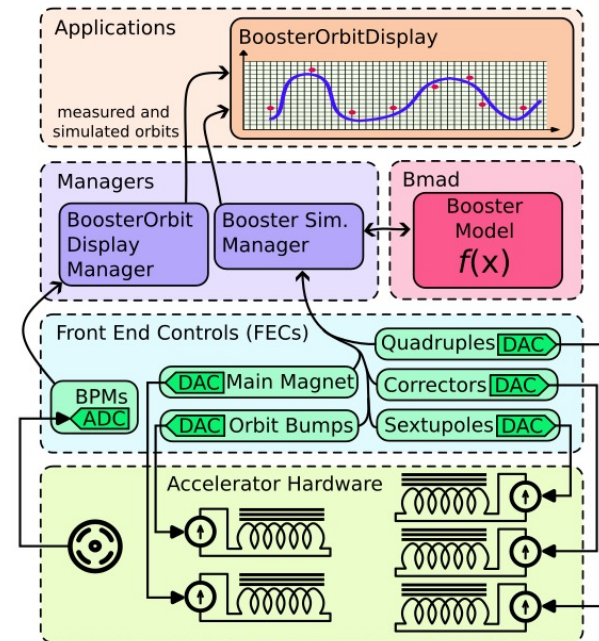 Applications
BoosterOrbitDisplay
measured and
simulated orbits
Managers
BoosterOrbit
Display
Manager
Booster Sim.
Manager
Bmad
Booster
Model
f(x)
Front End Controls (FECs)
BPMs
ADC
DAC Main Magnet
DAC Orbit Bumps
Quadruples DAC
Correctors DAC
Sextupoles DAC
Accelerator Hardware